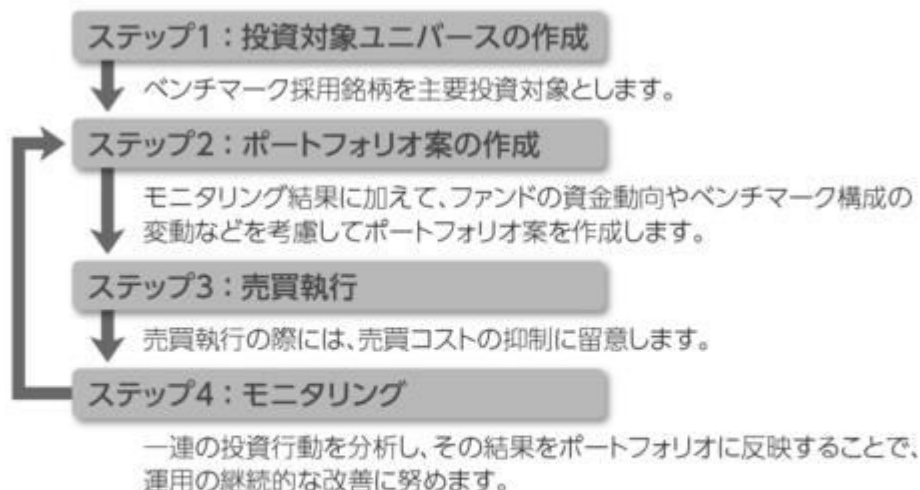 ステップ1：投資対象ユニバースの作成
ベンチマーク採用銘柄を主要投資対象とします。
ステップ2：ポートフォリオ案の作成
モニタリング結果に加えて、ファンドの資金動向やベンチマーク構成の
変動などを考慮してポートフォリオ案を作成します。
ステップ3：売買執行
売買執行の際には、売買コストの抑制に留意します。
ステップ4：モニタリング
一連の投資行動を分析し、その結果をポートフォリオに反映することで、
運用の継続的な改善に努めます。